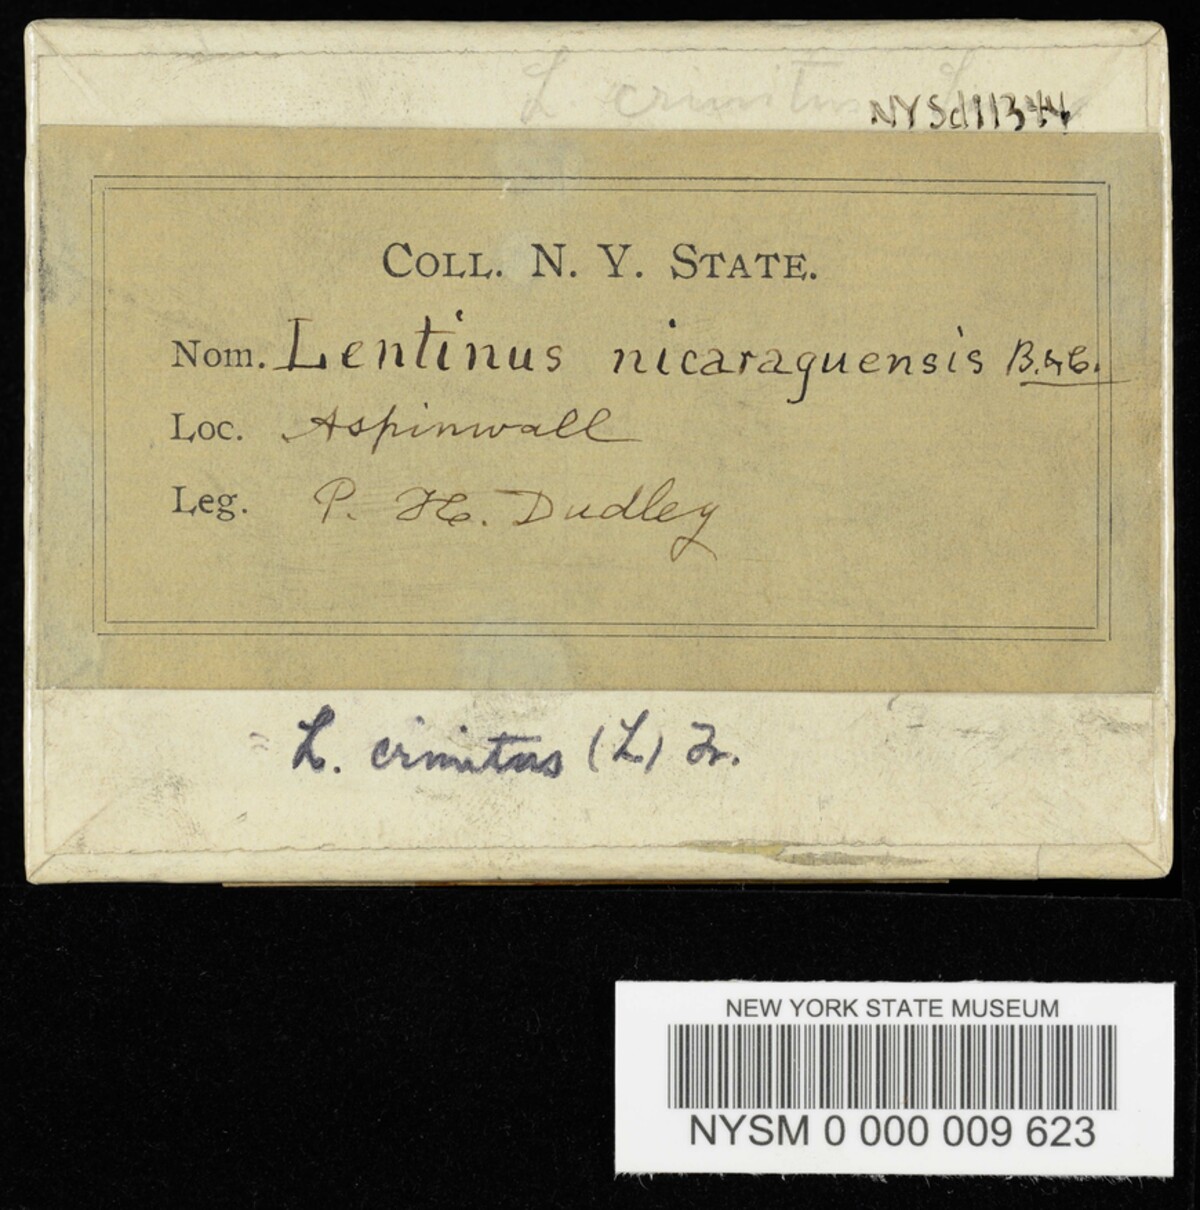 L crinitus L
NYSd11344
COLL. N. Y. STATE.
Nom. Lentinus nicaraguensis B. & C.
Loc. Aspinwall
Leg. P. H. Dudley
= L. crinitus (L) Fr.
NEW YORK STATE MUSEUM
NYSM 0 000 009 623